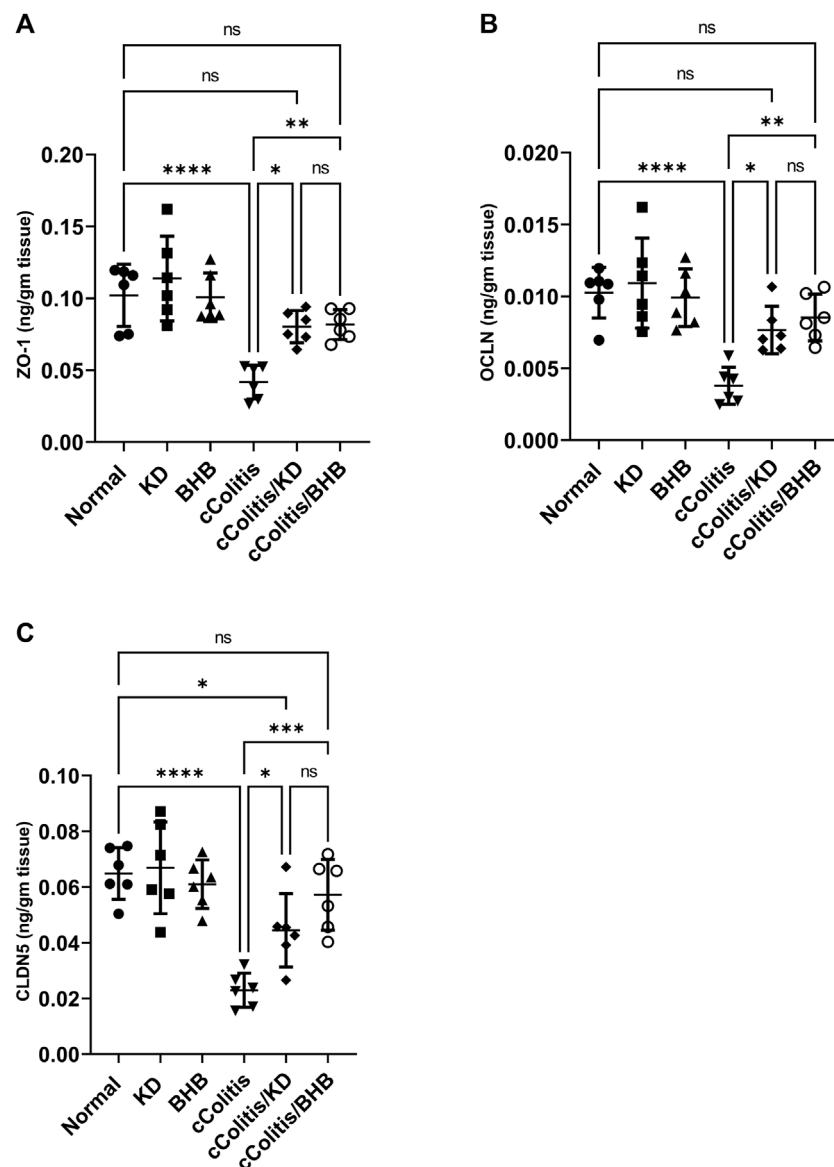 A
ns
ns
**
**** * ns
0.20
0.15
0.10
0.05
0.00
ZO-1 (ng/gm tissue)
Normal
KD
BHB
cColitis
cColitis/KD
cColitis/BHB
B
ns
ns
**
**** * ns
0.020
0.015
0.010
0.005
0.000
OCLN (ng/gm tissue)
Normal
KD
BHB
cColitis
cColitis/KD
cColitis/BHB
C
ns
*
***
**** * ns
0.10
0.08
0.06
0.04
0.02
0.00
CLDN5 (ng/gm tissue)
Normal
KD
BHB
cColitis
cColitis/KD
cColitis/BHB